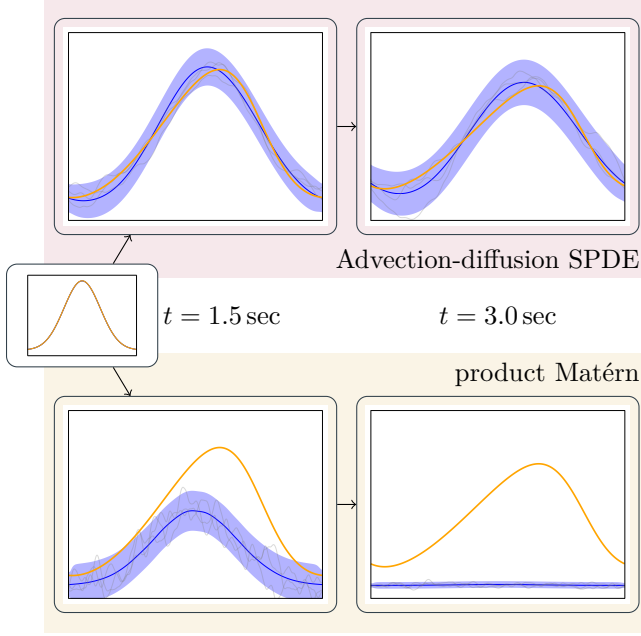 Advection-diffusion SPDE
t = 1.5 sec
t = 3.0 sec
product Matérn